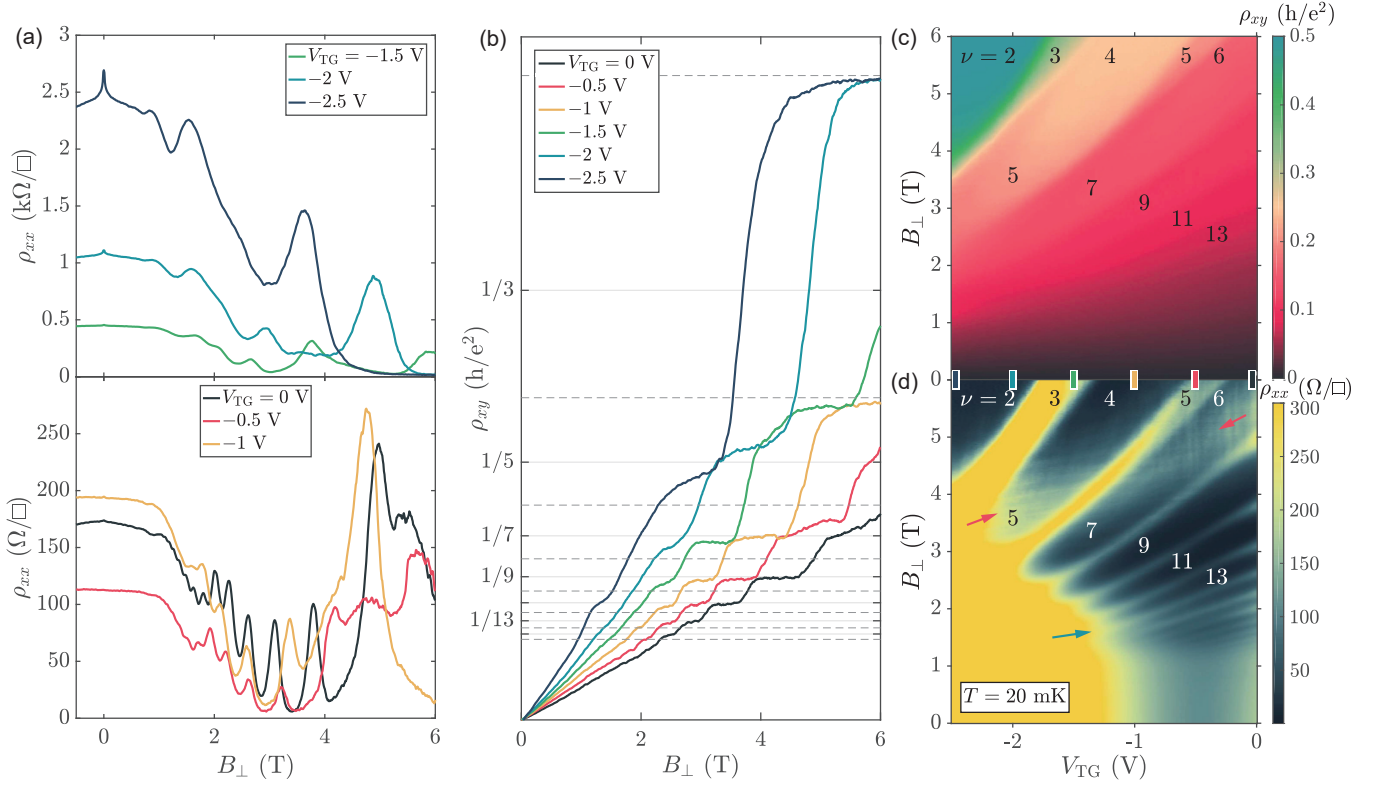 (a)
3
2.5
2
1.5
1
0.5
0
ρxx (kΩ/□)
VTG = −1.5 V
−2 V
−2.5 V
250
200
150
100
50
0
ρxx (Ω/□)
VTG = 0 V
−0.5 V
−1 V
0 2 4 6
B⊥ (T)
(b)
VTG = 0 V
−0.5 V
−1 V
−1.5 V
−2 V
−2.5 V
1/3
1/5
1/7
1/9
1/13
ρxy (h/e²)
0 2 4 6
B⊥ (T)
(c)
ρxy (h/e²)
6
5
4
3
2
1
0
B⊥ (T)
ν = 2 3 4 5 6
5
7
9
11
13
0.5
0.4
0.3
0.2
0.1
0
(d)
ρxx (Ω/□)
ν = 2 3 4 5 6
5
7
9
11
13
5
4
3
2
1
0
B⊥ (T)
T = 20 mK
300
250
200
150
100
50
-2 -1 0
VTG (V)